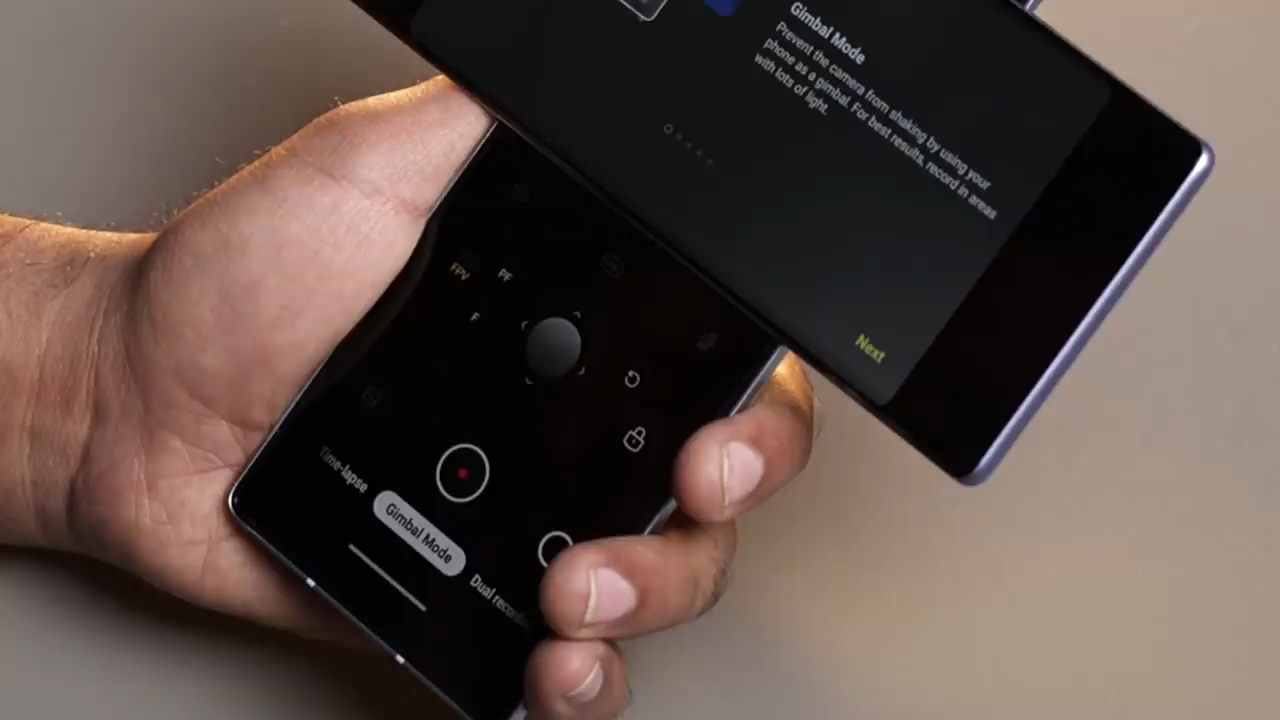 Gimbal Mode
Prevent the camera from shaking by using your
phone as a gimbal. For best results, record in areas
with lots of light.
Next
FPV
PF
F
Time-lapse
Gimbal Mode
Dual